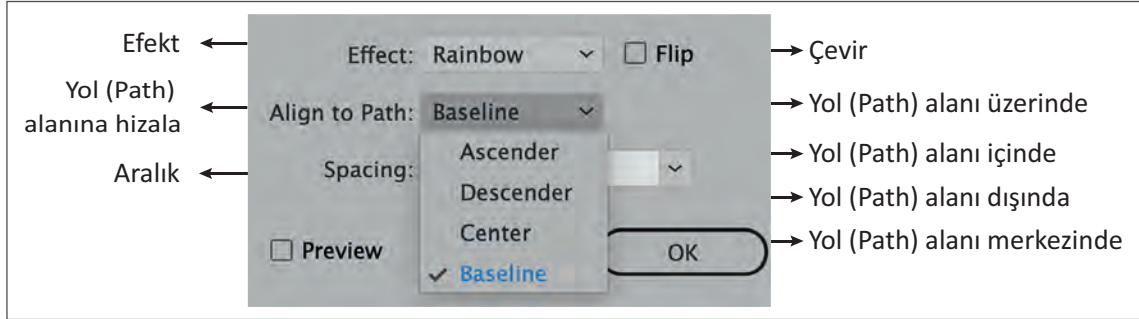 Efekt
Effect: Rainbow
Flip
Çevir
Yol (Path)
alanına hizala
Align to Path: Baseline
Yol (Path) alanı üzerinde
Ascender
Yol (Path) alanı içinde
Aralık
Spacing:
Descender
Yol (Path) alanı dışında
Center
Yol (Path) alanı merkezinde
Preview
Baseline
OK